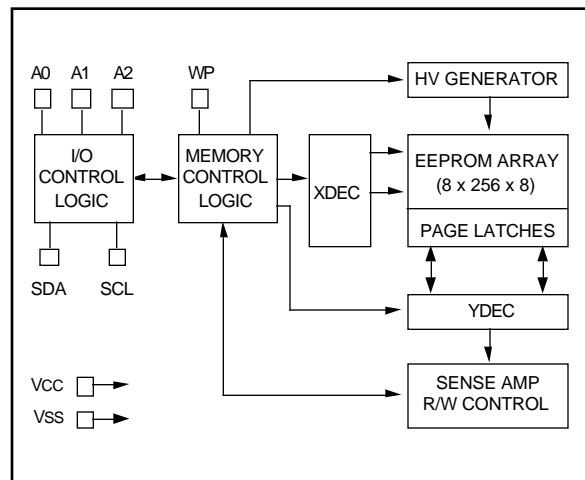 A0 A1 A2 WP
HV GENERATOR
I/O
CONTROL
LOGIC
MEMORY
CONTROL
LOGIC
XDEC
EEPROM ARRAY
(8 x 256 x 8)
PAGE LATCHES
SDA SCL
YDEC
VCC
VSS
SENSE AMP
R/W CONTROL